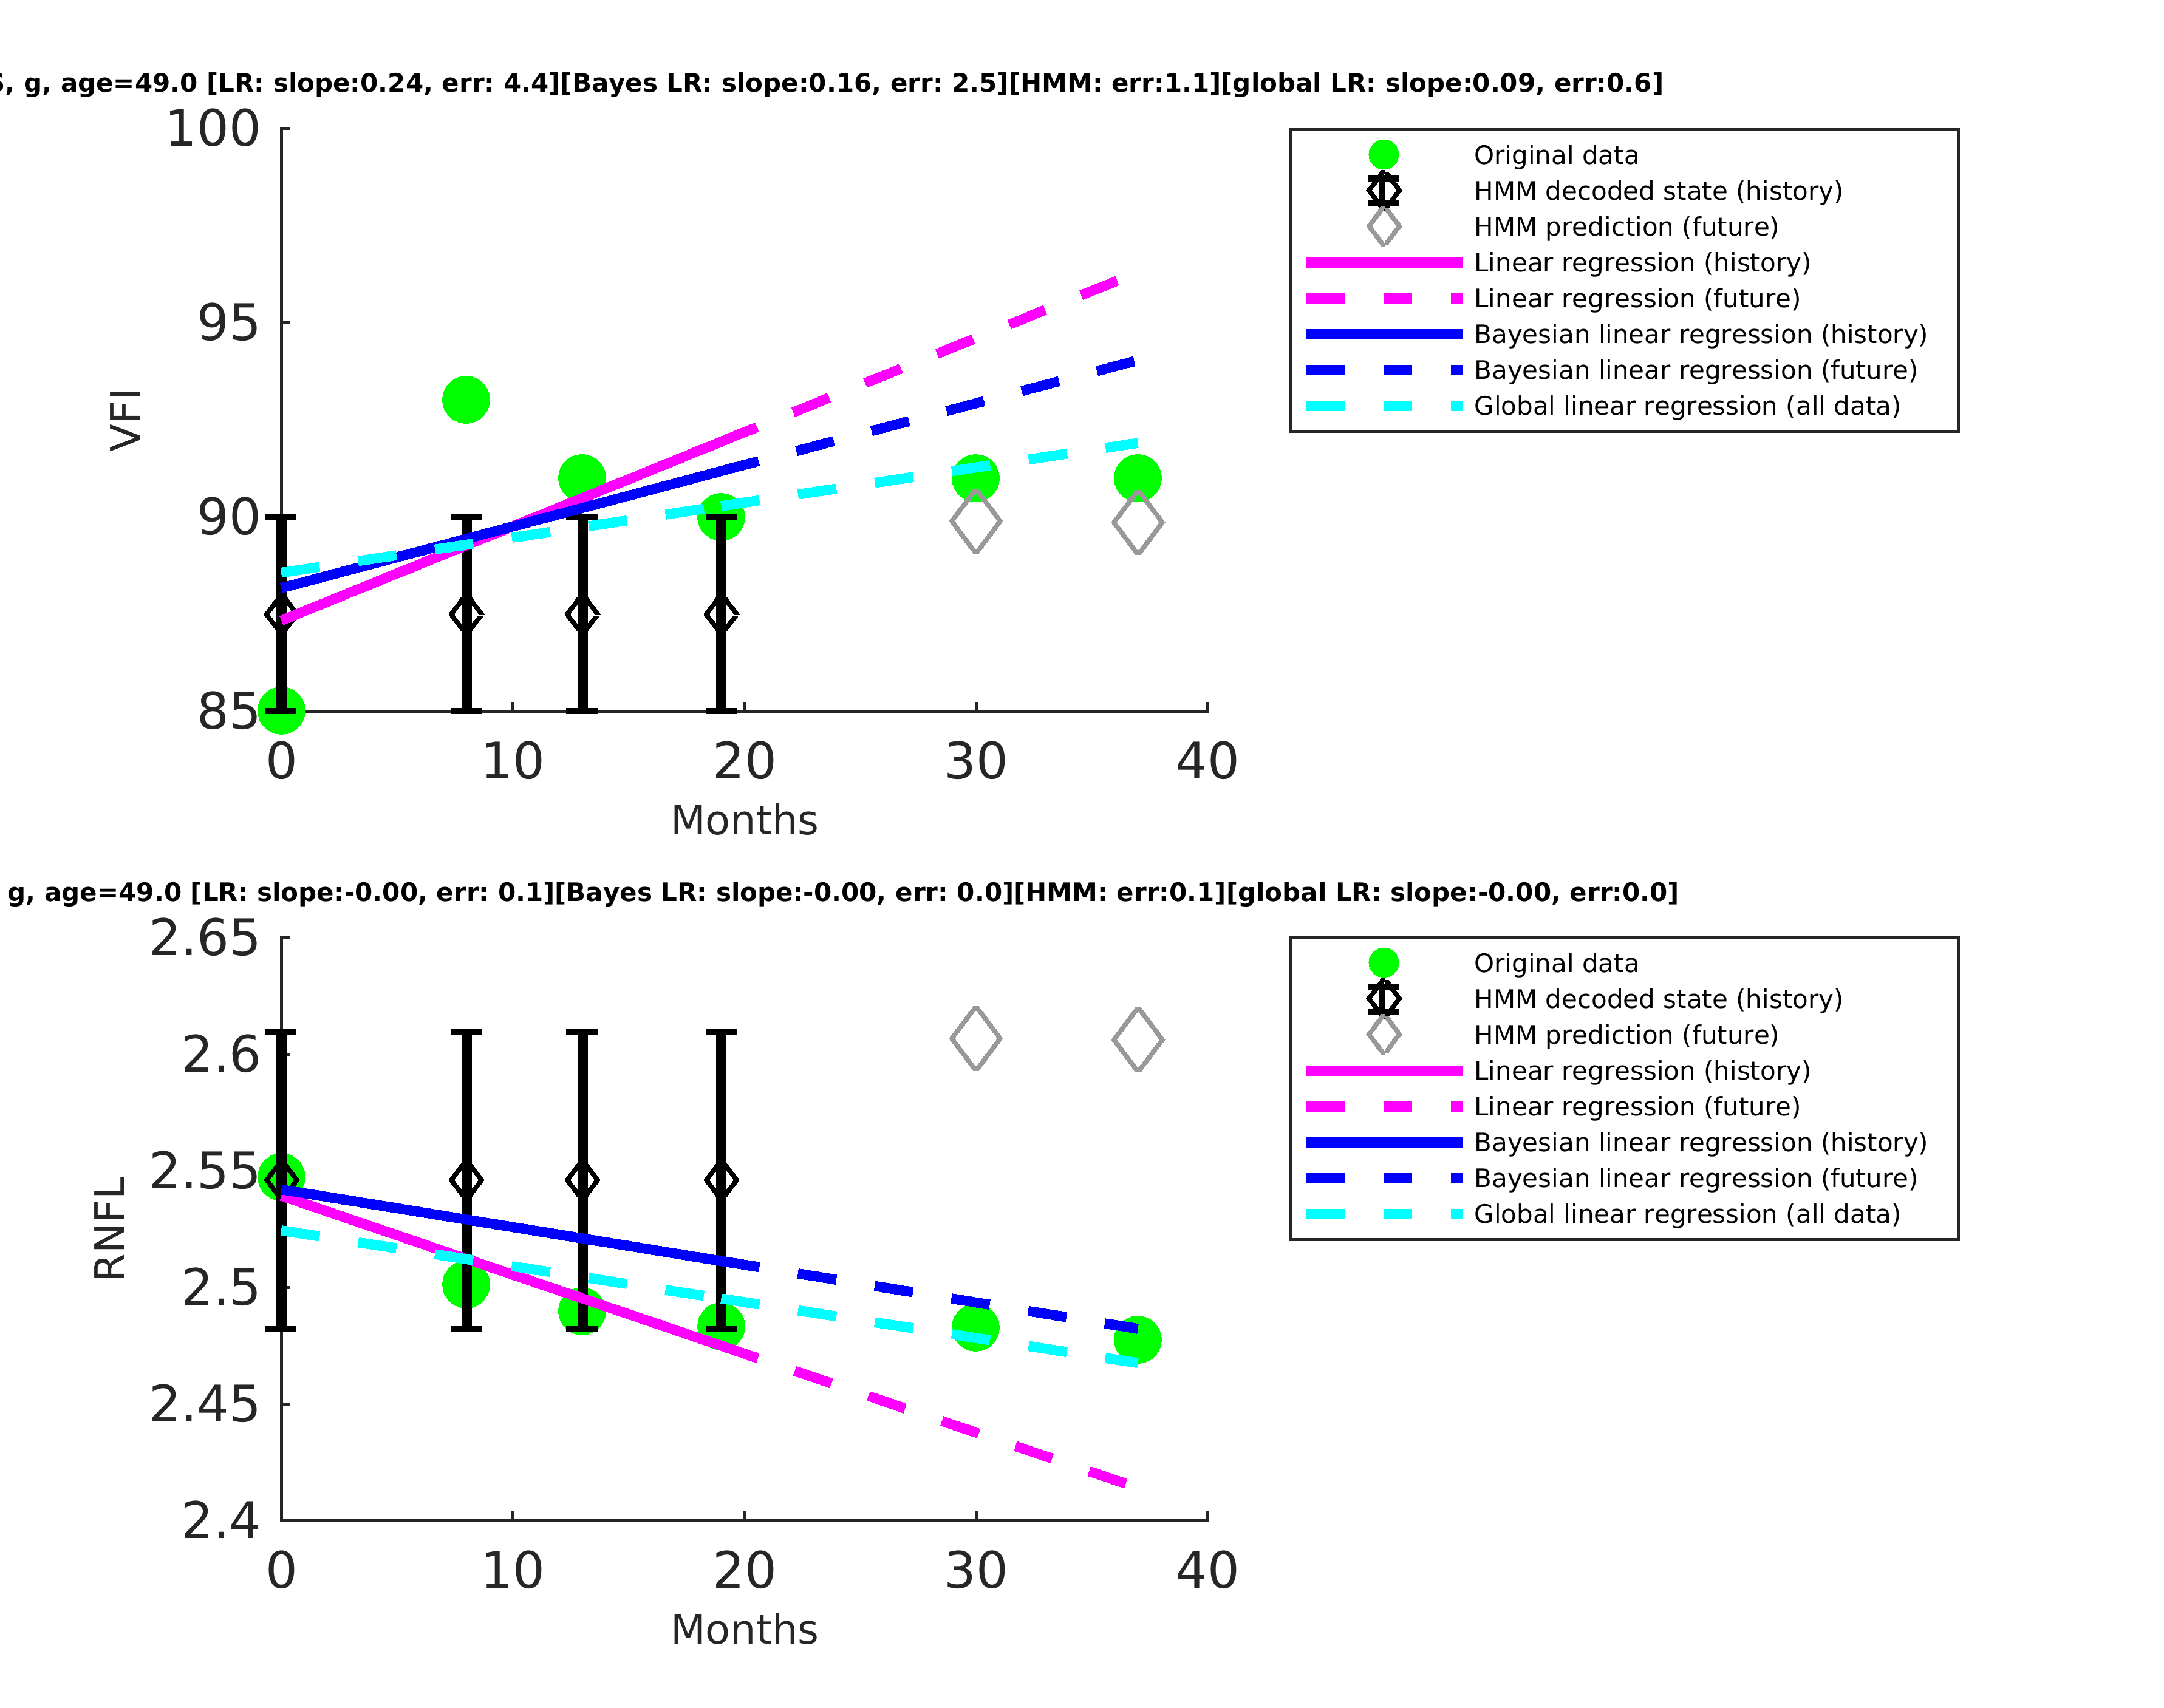 , g, age=49.0 [LR: slope:0.24, err: 4.4][Bayes LR: slope:0.16, err: 2.5][HMM: err:1.1][global LR: slope:0.09, err:0.6]
100
95
90
85
VFI
0 10 20 30 40
Months
Original data
HMM decoded state (history)
HMM prediction (future)
Linear regression (history)
Linear regression (future)
Bayesian linear regression (history)
Bayesian linear regression (future)
Global linear regression (all data)
g, age=49.0 [LR: slope:-0.00, err: 0.1][Bayes LR: slope:-0.00, err: 0.0][HMM: err:0.1][global LR: slope:-0.00, err:0.0]
2.65
2.6
2.55
2.5
2.45
2.4
RNFL
0 10 20 30 40
Months
Original data
HMM decoded state (history)
HMM prediction (future)
Linear regression (history)
Linear regression (future)
Bayesian linear regression (history)
Bayesian linear regression (future)
Global linear regression (all data)